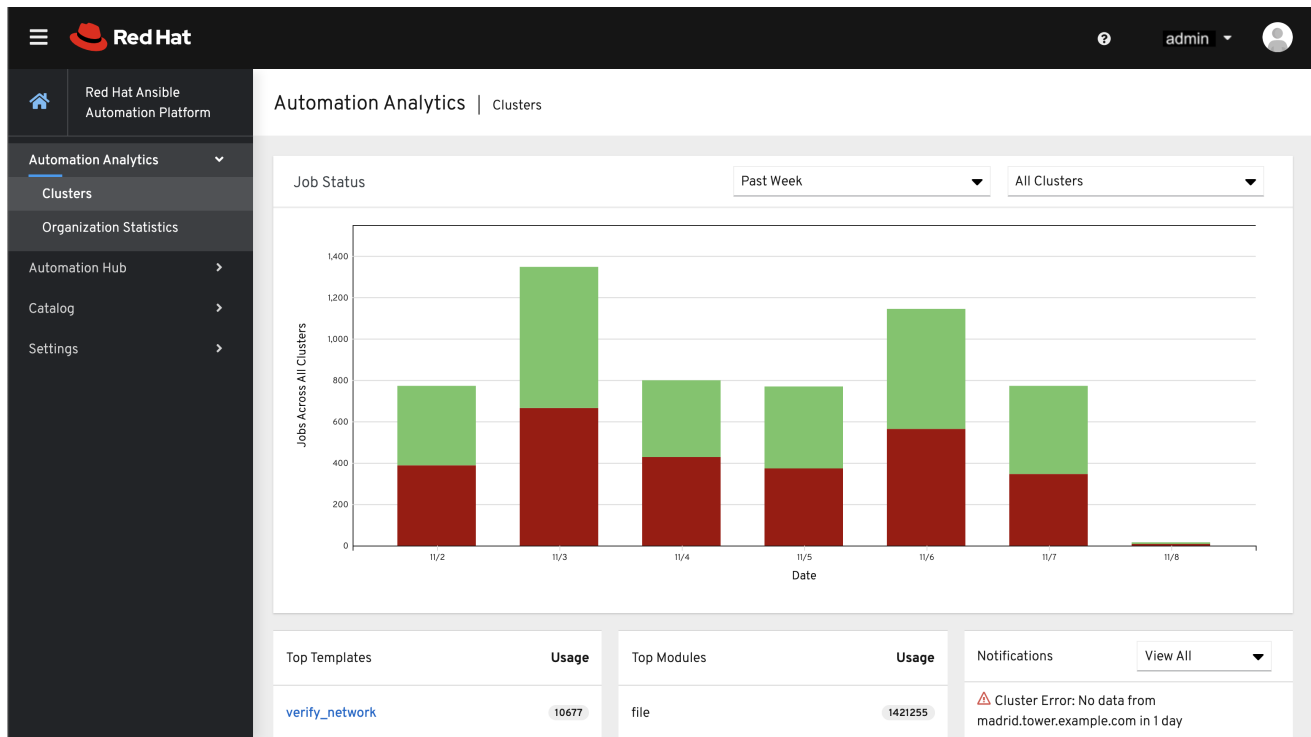 Red Hat
admin
Red Hat Ansible
Automation Platform
Automation Analytics
Clusters
Organization Statistics
Automation Hub
Catalog
Settings
Automation Analytics | Clusters
Job Status
Past Week
All Clusters
Jobs Across All Clusters
1,400
1,200
1,000
800
600
400
200
0
11/2 11/3 11/4 11/5 11/6 11/7 11/8
Date
Top Templates Usage
verify_network 10677
Top Modules Usage
file 1421255
Notifications View All
Cluster Error: No data from
madrid.tower.example.com in 1 day